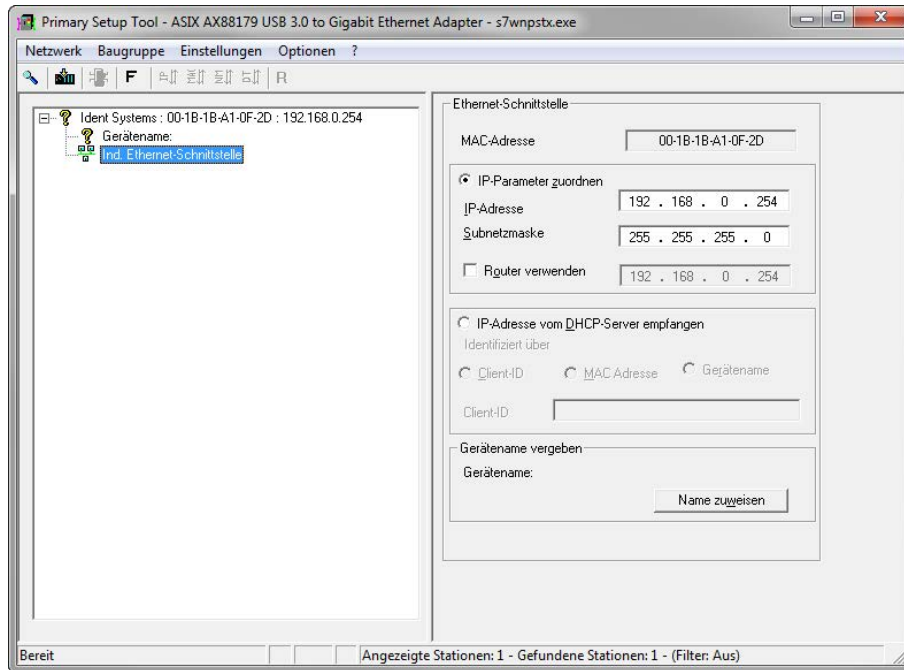 Primary Setup Tool - ASIX AX88179 USB 3.0 to Gigabit Ethernet Adapter - s7wnpstx.exe
Netzwerk Baugruppe Einstellungen Optionen ?
F R
Ident Systems : 00-1B-1B-A1-0F-2D : 192.168.0.254
Gerätename:
Ind. Ethernet-Schnittstelle
Ethernet-Schnittstelle
MAC-Adresse 00-1B-1B-A1-0F-2D
IP-Parameter zuordnen
IP-Adresse 192 . 168 . 0 . 254
Subnetzmaske 255 . 255 . 255 . 0
Router verwenden 192 . 168 . 0 . 254
IP-Adresse vom DHCP-Server empfangen
Identifiziert über
Client-ID MAC Adresse Gerätename
Client-ID
Gerätename vergeben
Gerätename:
Name zuweisen
Bereit Angezeigte Stationen: 1 - Gefundene Stationen: 1 - (Filter: Aus)